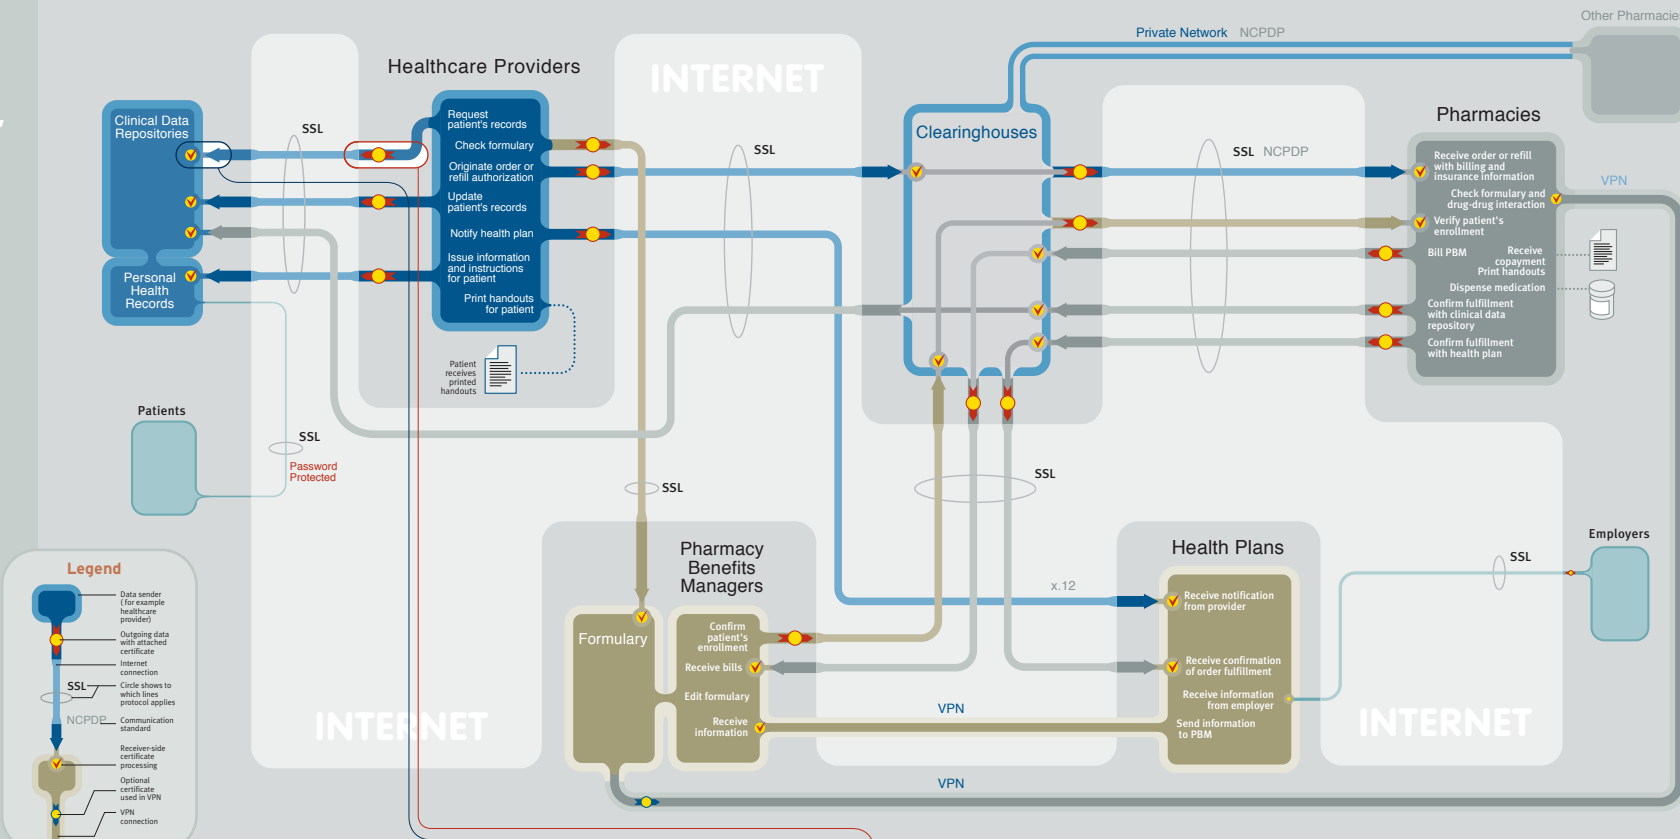 Other Pharmacie
Private Network NCPDP
Healthcare Providers
INTERNET
Pharmacies
Clinical Data
Repositories
SSL
Request
patient's records
Check formulary
Originate order or
refill authorization
Update
patient's records
Notify health plan
Issue information
and instructions
for patient
Print handouts
for patient
SSL
Clearinghouses
SSL NCPDP
Receive order or refill
with billing and
insurance information
Check formulary and
drug-drug interaction
Verify patient's
enrollment
Bill PBM
Receive
copayment
Print handouts
Dispense medication
Confirm fulfillment
with clinical data
repository
Confirm fulfillment
with health plan
VPN
Personal
Health
Records
Patient
receives
printed
handouts
Patients
SSL
Password
Protected
SSL
SSL
Pharmacy
Benefits
Managers
Health Plans
SSL
Employers
x.12
Formulary
Confirm
patient's
enrollment
Receive bills
Edit formulary
Receive
information
Receive notification
from provider
Receive confirmation
of order fulfillment
Receive information
from employer
Send information
to PBM
VPN
VPN
INTERNET
INTERNET
Legend
Data sender
( for example
healthcare
provider)
Outgoing data
with attached
certificate
Internet
connection
SSL
Circle shows to
which lines
protocol applies
NCPDP
Communication
standard
Receiver-side
certificate
processing
Optional
certificate
used in VPN
VPN
connection